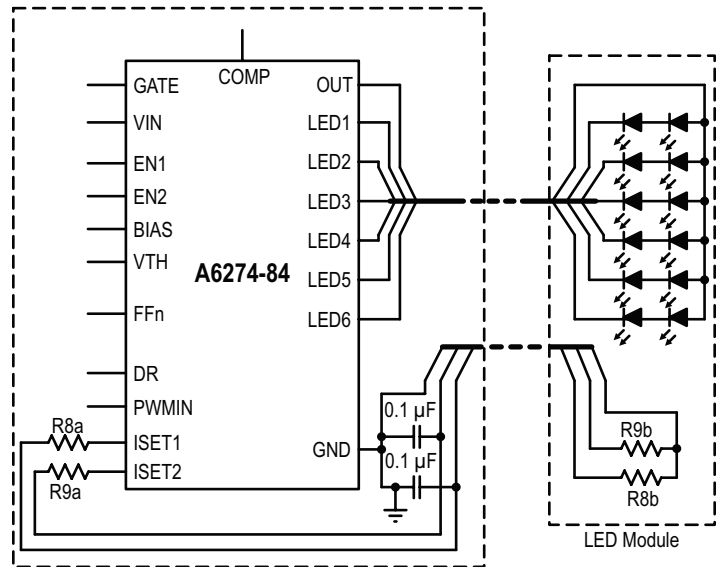 COMP
GATE
VIN
EN1
EN2
BIAS
VTH
FFn
DR
PWMIN
ISET1
ISET2
A6274-84
OUT
LED1
LED2
LED3
LED4
LED5
LED6
GND
R8a
R9a
0.1 µF
0.1 µF
R9b
R8b
LED Module